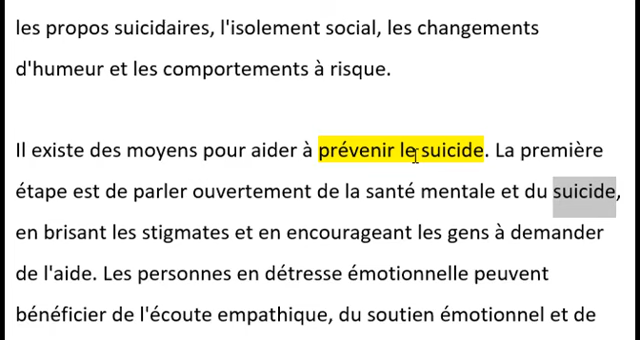 les propos suicidaires, l'isolement social, les changements
d'humeur et les comportements à risque.
Il existe des moyens pour aider à prévenir le suicide. La première
étape est de parler ouvertement de la santé mentale et du suicide,
en brisant les stigmates et en encourageant les gens à demander
de l'aide. Les personnes en détresse émotionnelle peuvent
bénéficier de l'écoute empathique, du soutien émotionnel et de